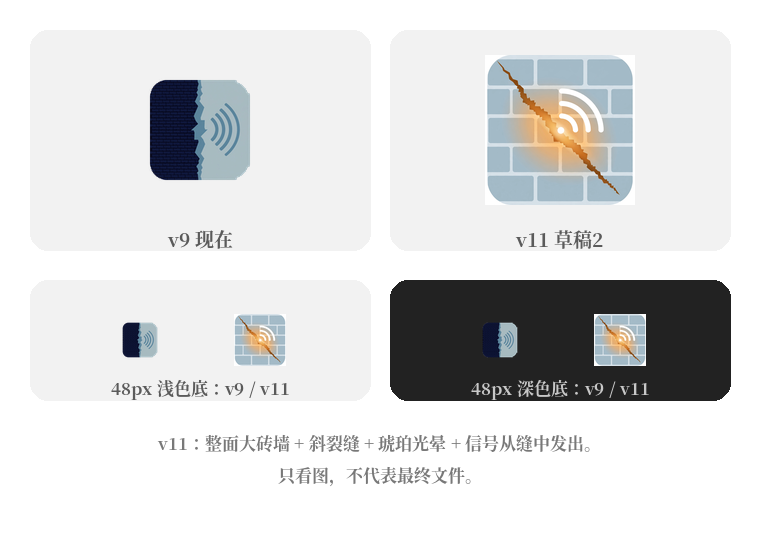 v9 现在
v11 草稿2
48px 浅色底：v9 / v11
48px 深色底：v9 / v11
v11：整面大砖墙 + 斜裂缝 + 琥珀光晕 + 信号从缝中发出。
只看图，不代表最终文件。